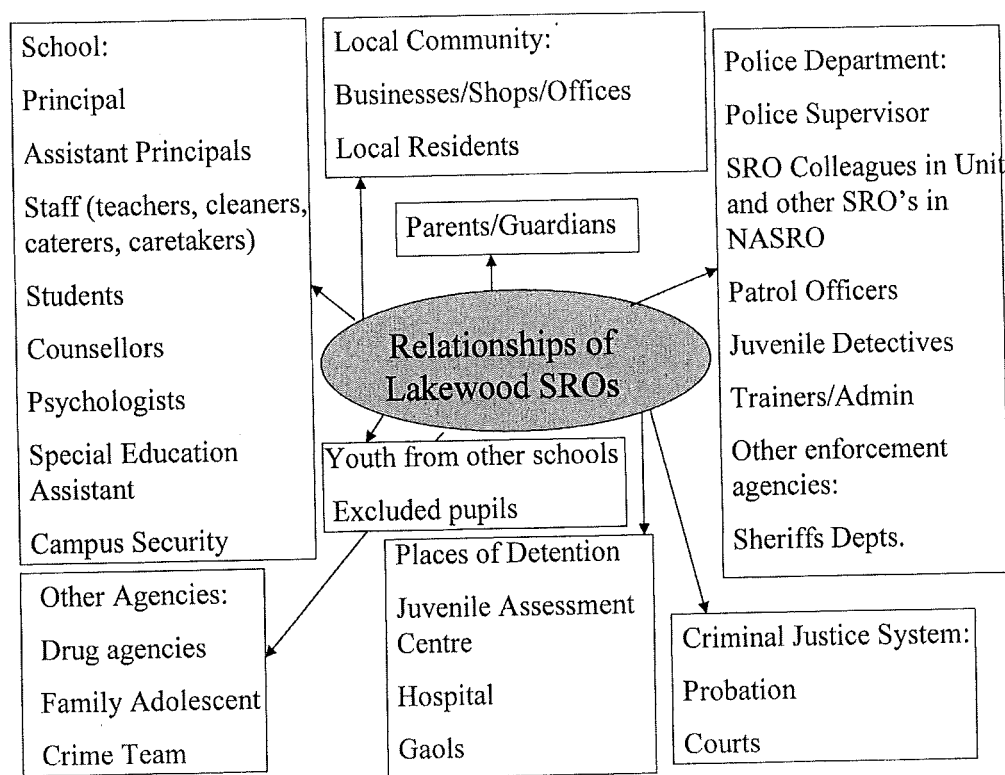 School:
Principal
Assistant Principals
Staff (teachers, cleaners,
caterers, caretakers)
Students
Counsellors
Psychologists
Special Education
Assistant
Campus Security
Local Community:
Businesses/Shops/Offices
Local Residents
Parents/Guardians
Police Department:
Police Supervisor
SRO Colleagues in Unit
and other SRO's in
NASRO
Patrol Officers
Juvenile Detectives
Trainers/Admin
Other enforcement
agencies:
Sheriffs Depts.
Relationships of
Lakewood SROs
Youth from other schools
Excluded pupils
Other Agencies:
Drug agencies
Family Adolescent
Crime Team
Places of Detention
Juvenile Assessment
Centre
Hospital
Gaols
Criminal Justice System:
Probation
Courts